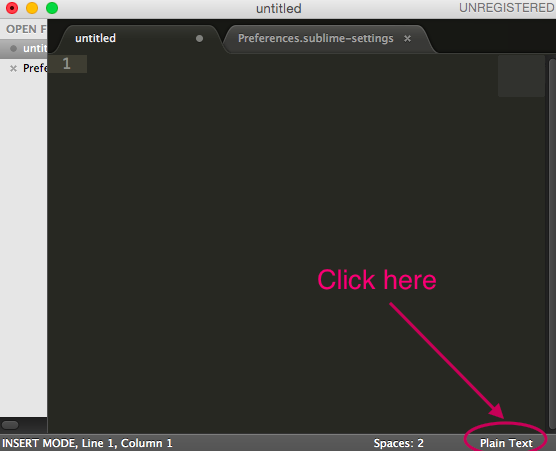 untitled
UNREGISTERED
OPEN F
untit
Prefe
untitled
Preferences.sublime-settings
1
Click here
INSERT MODE, Line 1, Column 1
Spaces: 2
Plain Text